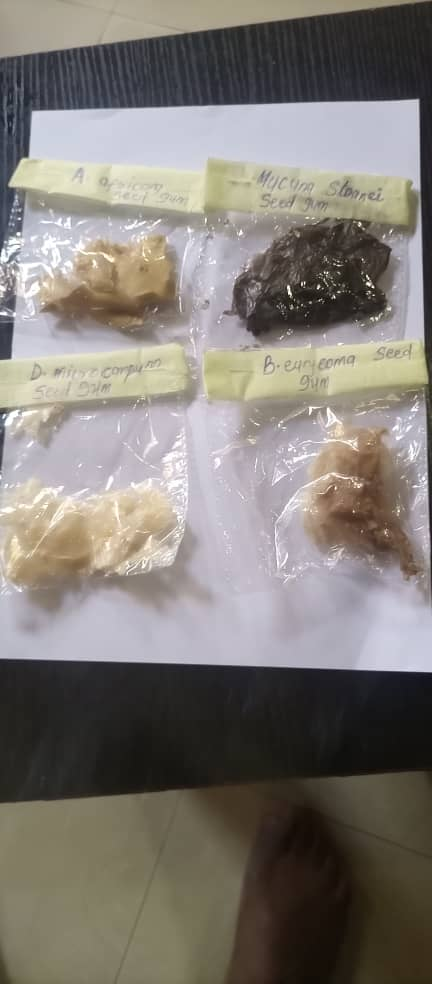 A. africana
Seed gum
Mucuna Sloanei
Seed gum
D. microcarpum
Seed gum
B. eurycoma Seed
gum